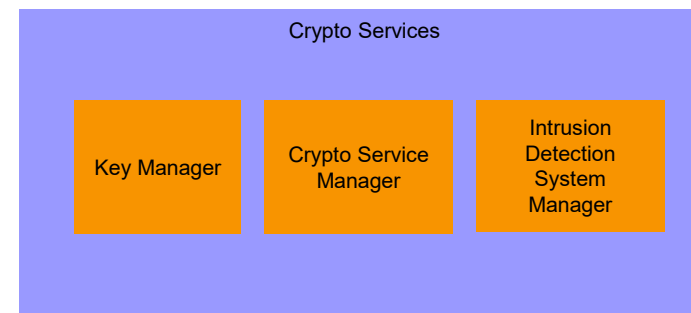 Crypto Services
Key Manager
Crypto Service
Manager
Intrusion
Detection
System
Manager